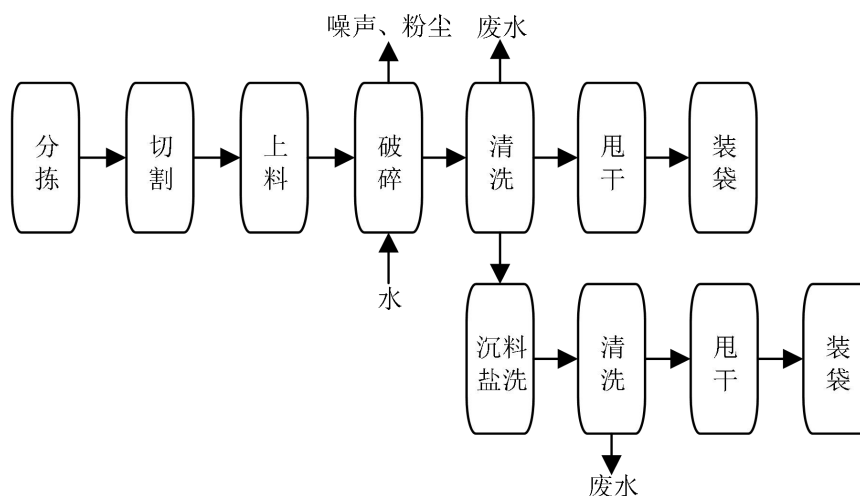 噪声、粉尘
废水
分
拣
切
割
上
料
破
碎
清
洗
甩
干
装
袋
水
沉料
盐洗
清
洗
甩
干
装
袋
废水